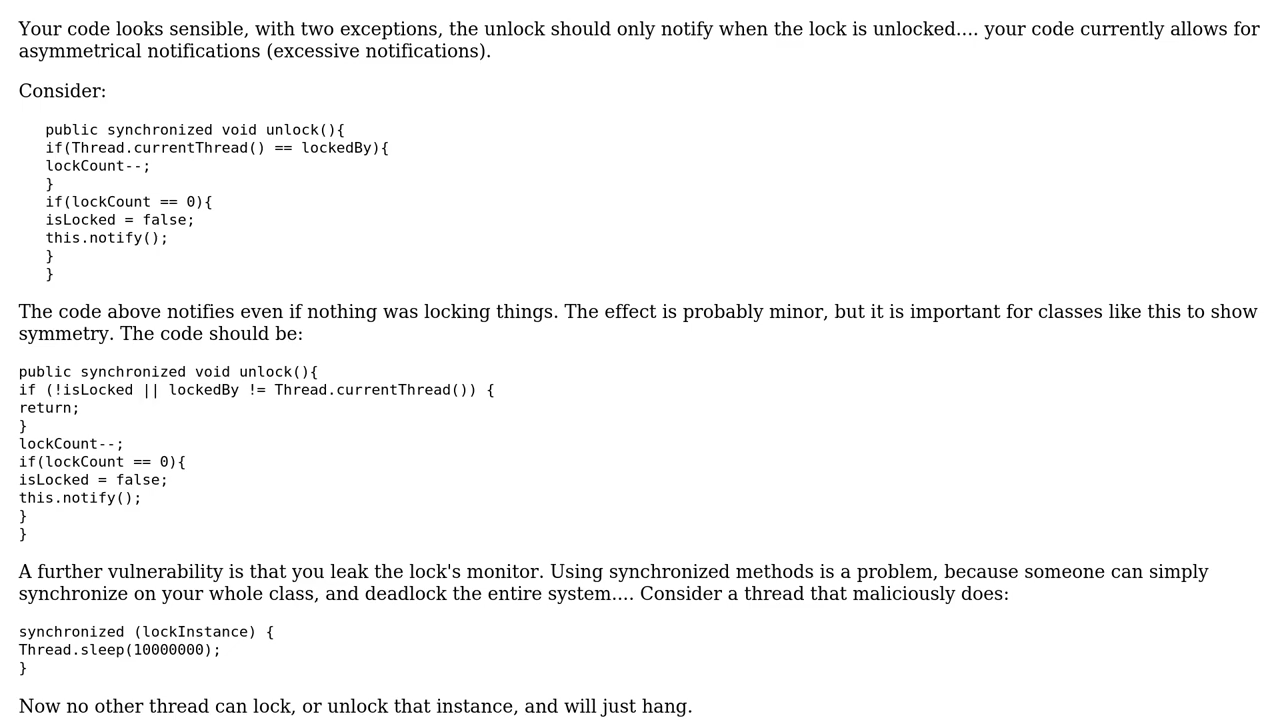 Your code looks sensible, with two exceptions, the unlock should only notify when the lock is unlocked.... your code currently allows for
asymmetrical notifications (excessive notifications).
Consider:
public synchronized void unlock(){
if(Thread.currentThread() == lockedBy){
lockCount--;
}
if(lockCount == 0){
isLocked = false;
this.notify();
}
}
The code above notifies even if nothing was locking things. The effect is probably minor, but it is important for classes like this to show
symmetry. The code should be:
public synchronized void unlock(){
if (!isLocked || lockedBy != Thread.currentThread()) {
return;
}
lockCount--;
if(lockCount == 0){
isLocked = false;
this.notify();
}
}
A further vulnerability is that you leak the lock's monitor. Using synchronized methods is a problem, because someone can simply
synchronize on your whole class, and deadlock the entire system.... Consider a thread that maliciously does:
synchronized (lockInstance) {
Thread.sleep(10000000);
}
Now no other thread can lock, or unlock that instance, and will just hang.